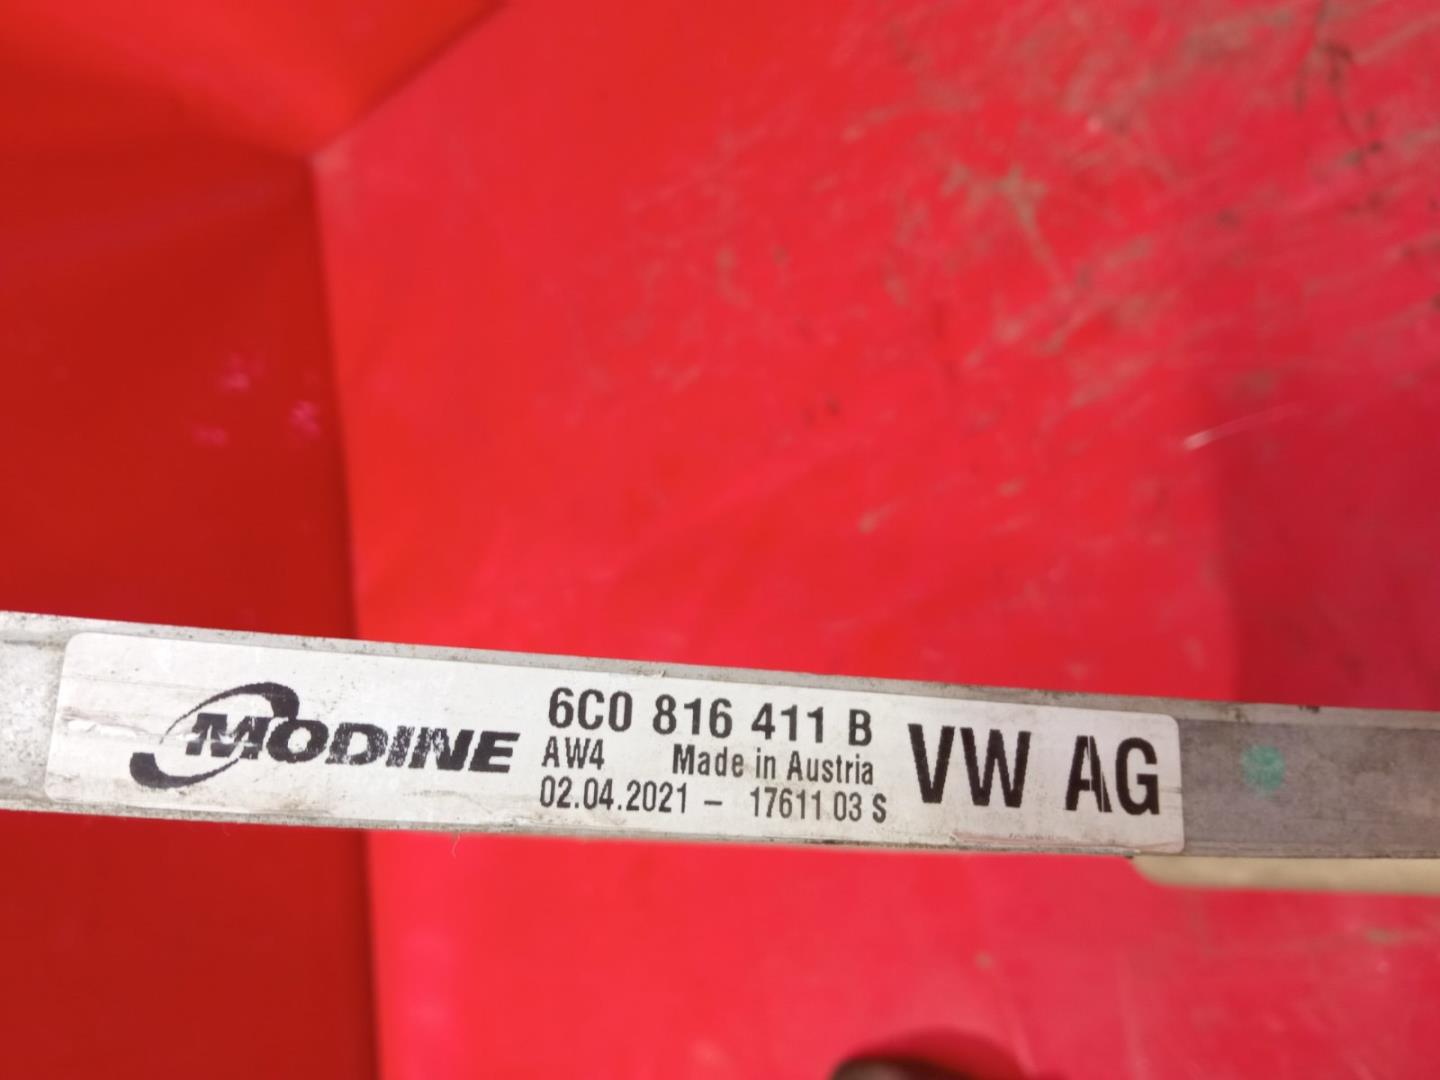 MODINE
6C0 816 411 B
AW4 Made in Austria
02.04.2021 - 17611 03 S
VW AG